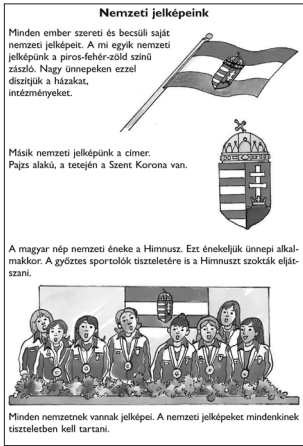 Nemzeti jelképeink
Minden ember szereti és becsüli saját
nemzeti jelképeit. A mi egyik nemzeti
jelképünk a piros-fehér-zöld színű
zászló. Nagy ünnepeken ezzel
díszítjük a házakat,
intézményeket.
Másik nemzeti jelképünk a címer.
Pajzs alakú, a tetején a Szent Korona van.
A magyar nép nemzeti éneke a Himnusz. Ezt énekeljük ünnepi alkal-
makkor. A győztes sportolók tiszteletére is a Himnuszt szokták elját-
szani.
Minden nemzetnek vannak jelképei. A nemzeti jelképeket mindenkinek
tiszteletben kell tartani.